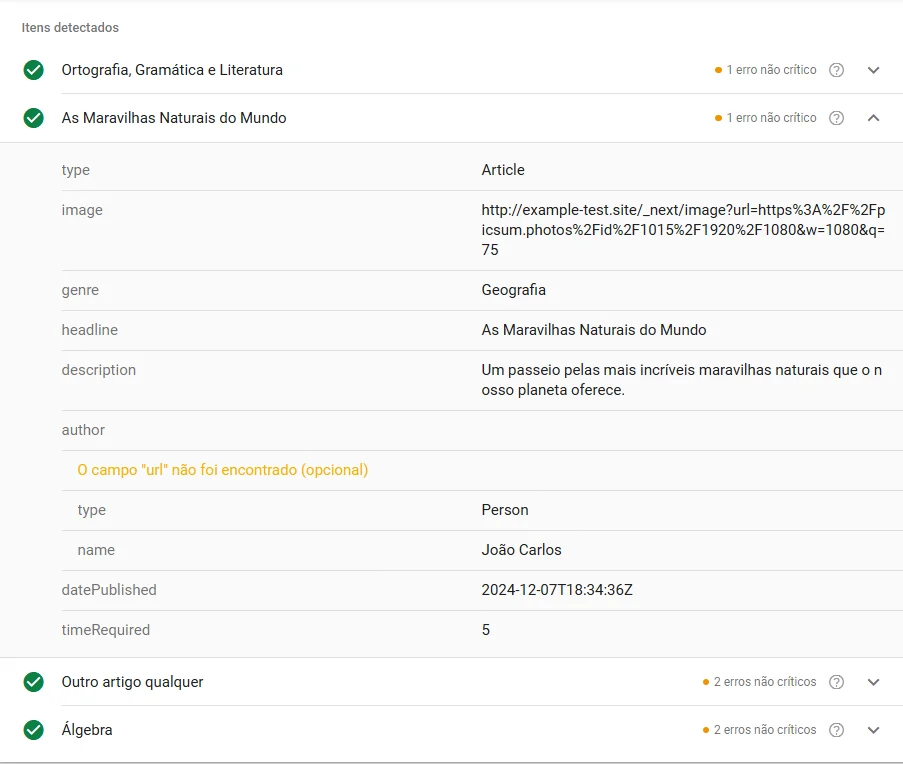 Itens detectados
Ortografia, Gramática e Literatura
1 erro não crítico
As Maravilhas Naturais do Mundo
1 erro não crítico
type
Article
image
http://example-test.site/_next/image?url=https%3A%2F%2Fp
icsum.photos%2Fid%2F1015%2F1920%2F1080&w=1080&q=
75
genre
Geografia
headline
As Maravilhas Naturais do Mundo
description
Um passeio pelas mais incríveis maravilhas naturais que o n
osso planeta oferece.
author
O campo "url" não foi encontrado (opcional)
type
Person
name
João Carlos
datePublished
2024-12-07T18:34:36Z
timeRequired
5
Outro artigo qualquer
2 erros não críticos
Álgebra
2 erros não críticos